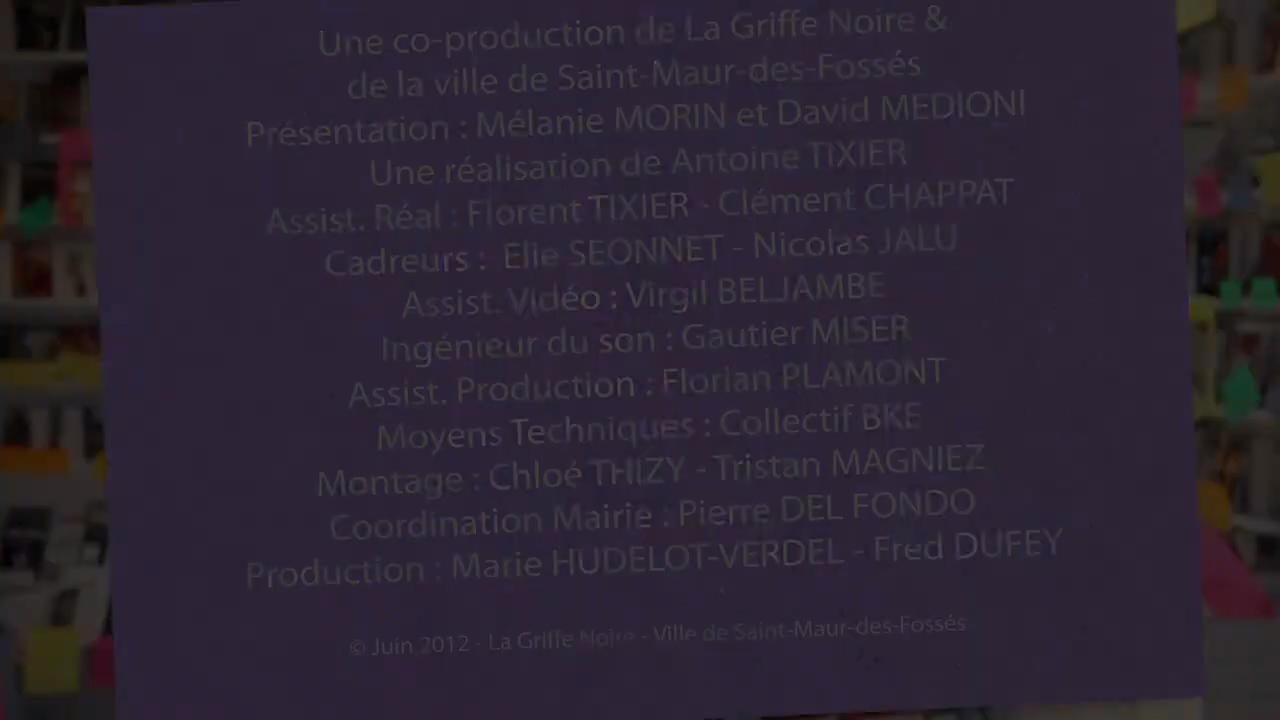 Une co-production de La Griffe Noire &
de la ville de Saint-Maur-des-Fossés
Présentation : Mélanie MORIN et David MEDIONI
Une réalisation de Antoine TIXIER
Assist. Réal : Florent TIXIER - Clément CHAPPAT
Cadreurs : Elie SEONNET - Nicolas JALU
Assist. Vidéo : Virgil BELJAMBE
Ingénieur du son : Gautier MISER
Assist. Production : Florian PLAMONT
Moyens Techniques : Collectif BKE
Montage : Chloé THIZY - Tristan MAGNIEZ
Coordination Mairie : Pierre DEL FONDO
Production : Marie HUDELOT-VERDEL - Fred DUFEY
© Juin 2012 - La Griffe Noire - Ville de Saint-Maur-des-Fossés